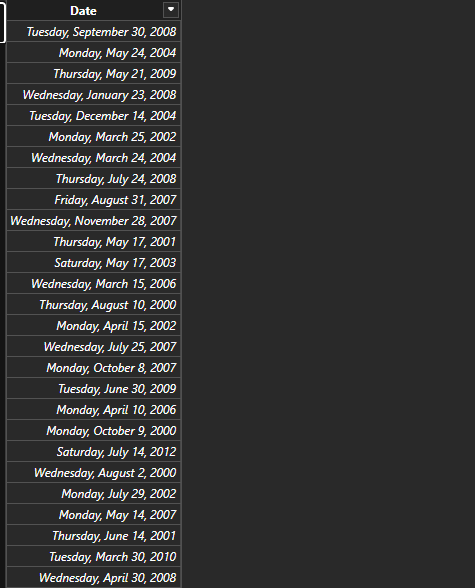 Date
Tuesday, September 30, 2008
Monday, May 24, 2004
Thursday, May 21, 2009
Wednesday, January 23, 2008
Tuesday, December 14, 2004
Monday, March 25, 2002
Wednesday, March 24, 2004
Thursday, July 24, 2008
Friday, August 31, 2007
Wednesday, November 28, 2007
Thursday, May 17, 2001
Saturday, May 17, 2003
Wednesday, March 15, 2006
Thursday, August 10, 2000
Monday, April 15, 2002
Wednesday, July 25, 2007
Monday, October 8, 2007
Tuesday, June 30, 2009
Monday, April 10, 2006
Monday, October 9, 2000
Saturday, July 14, 2012
Wednesday, August 2, 2000
Monday, July 29, 2002
Monday, May 14, 2007
Thursday, June 14, 2001
Tuesday, March 30, 2010
Wednesday, April 30, 2008